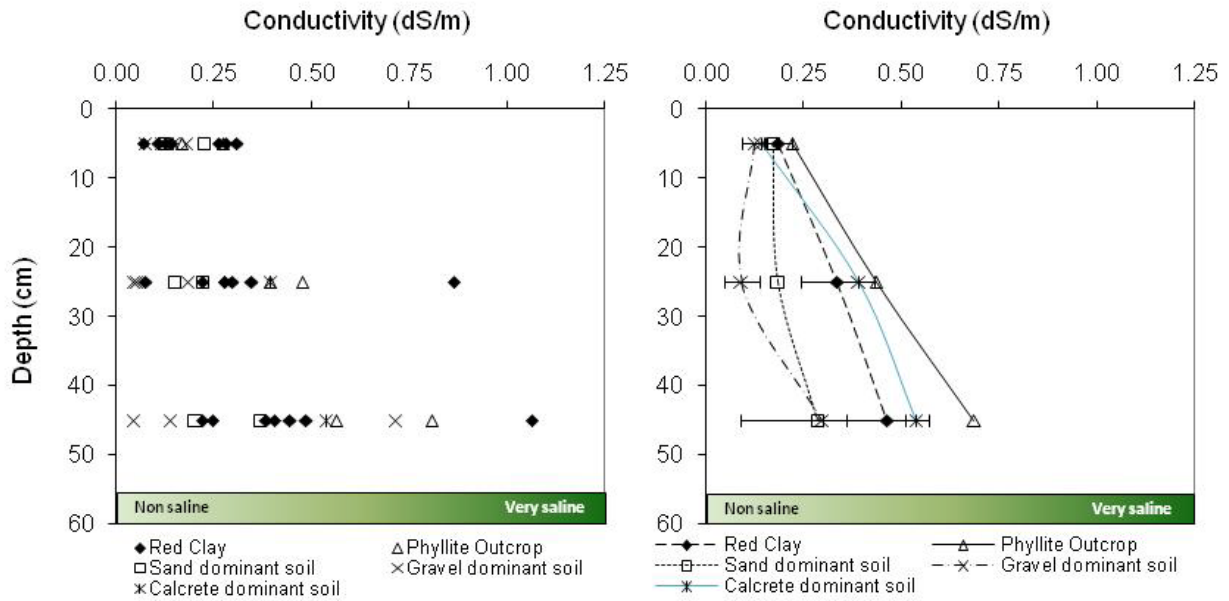 Conductivity (dS/m)
0.00 0.25 0.50 0.75 1.00 1.25
Depth (cm)
0
10
20
30
40
50
60
Non saline Very saline
Red Clay Phyllite Outcrop
Sand dominant soil Gravel dominant soil
Calcrete dominant soil
Conductivity (dS/m)
0.00 0.25 0.50 0.75 1.00 1.25
0
10
20
30
40
50
60
Non saline Very saline
Red Clay Phyllite Outcrop
Sand dominant soil Gravel dominant soil
Calcrete dominant soil